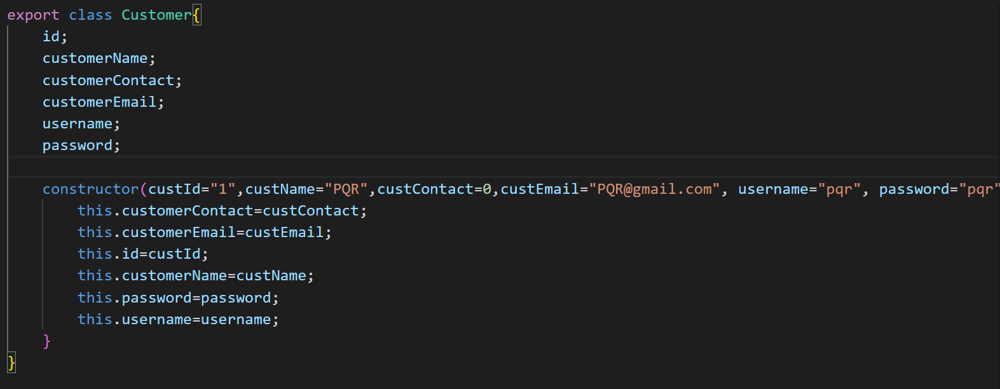 export class Customer{
id;
customerName;
customerContact;
customerEmail;
username;
password;
constructor(custId="1",custName="PQR",custContact=0,custEmail="PQR@gmail.com", username="pqr", password="pqr"
this.customerContact=custContact;
this.customerEmail=custEmail;
this.id=custId;
this.customerName=custName;
this.password=password;
this.username=username;
}
}